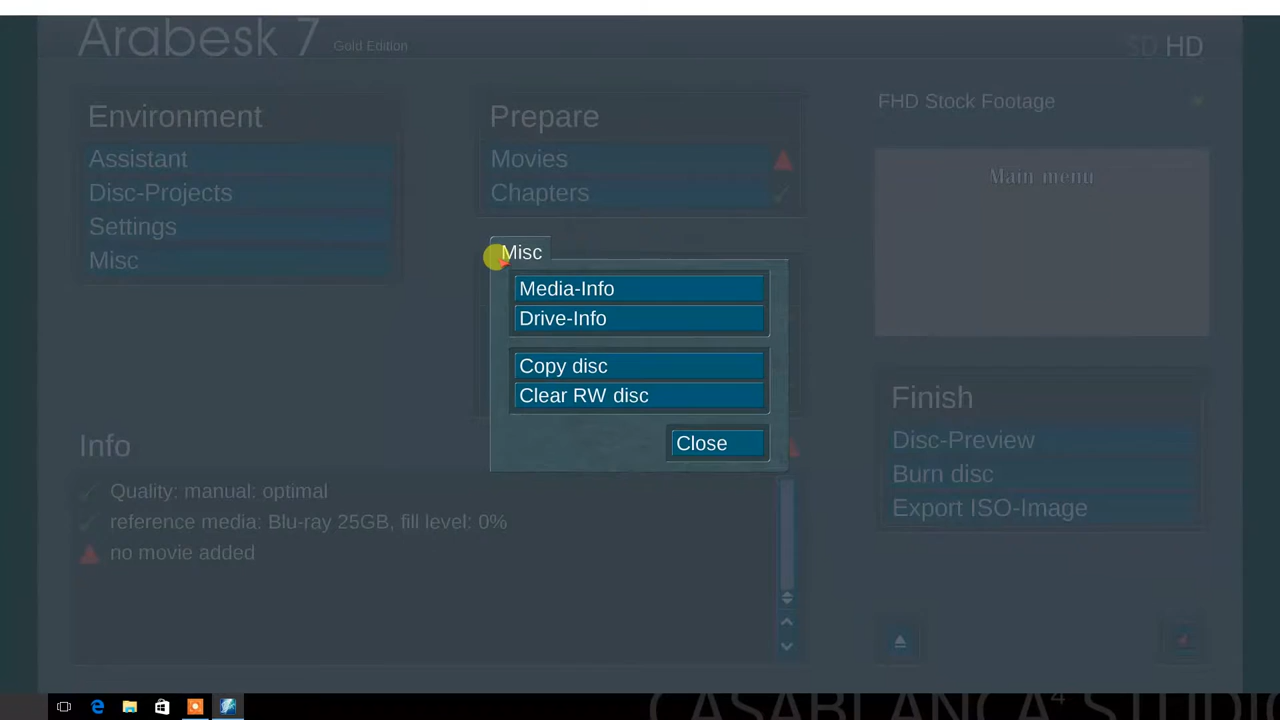 Arabesk 7 Gold Edition
SD HD
Environment
Assistant
Disc-Projects
Settings
Misc
Prepare
Movies
Chapters
FHD Stock Footage
Main menu
Misc
Media-Info
Drive-Info
Copy disc
Clear RW disc
Close
Info
Quality: manual: optimal
reference media: Blu-ray 25GB, fill level: 0%
no movie added
Finish
Disc-Preview
Burn disc
Export ISO-Image
CASABLANCA4 STUDIO